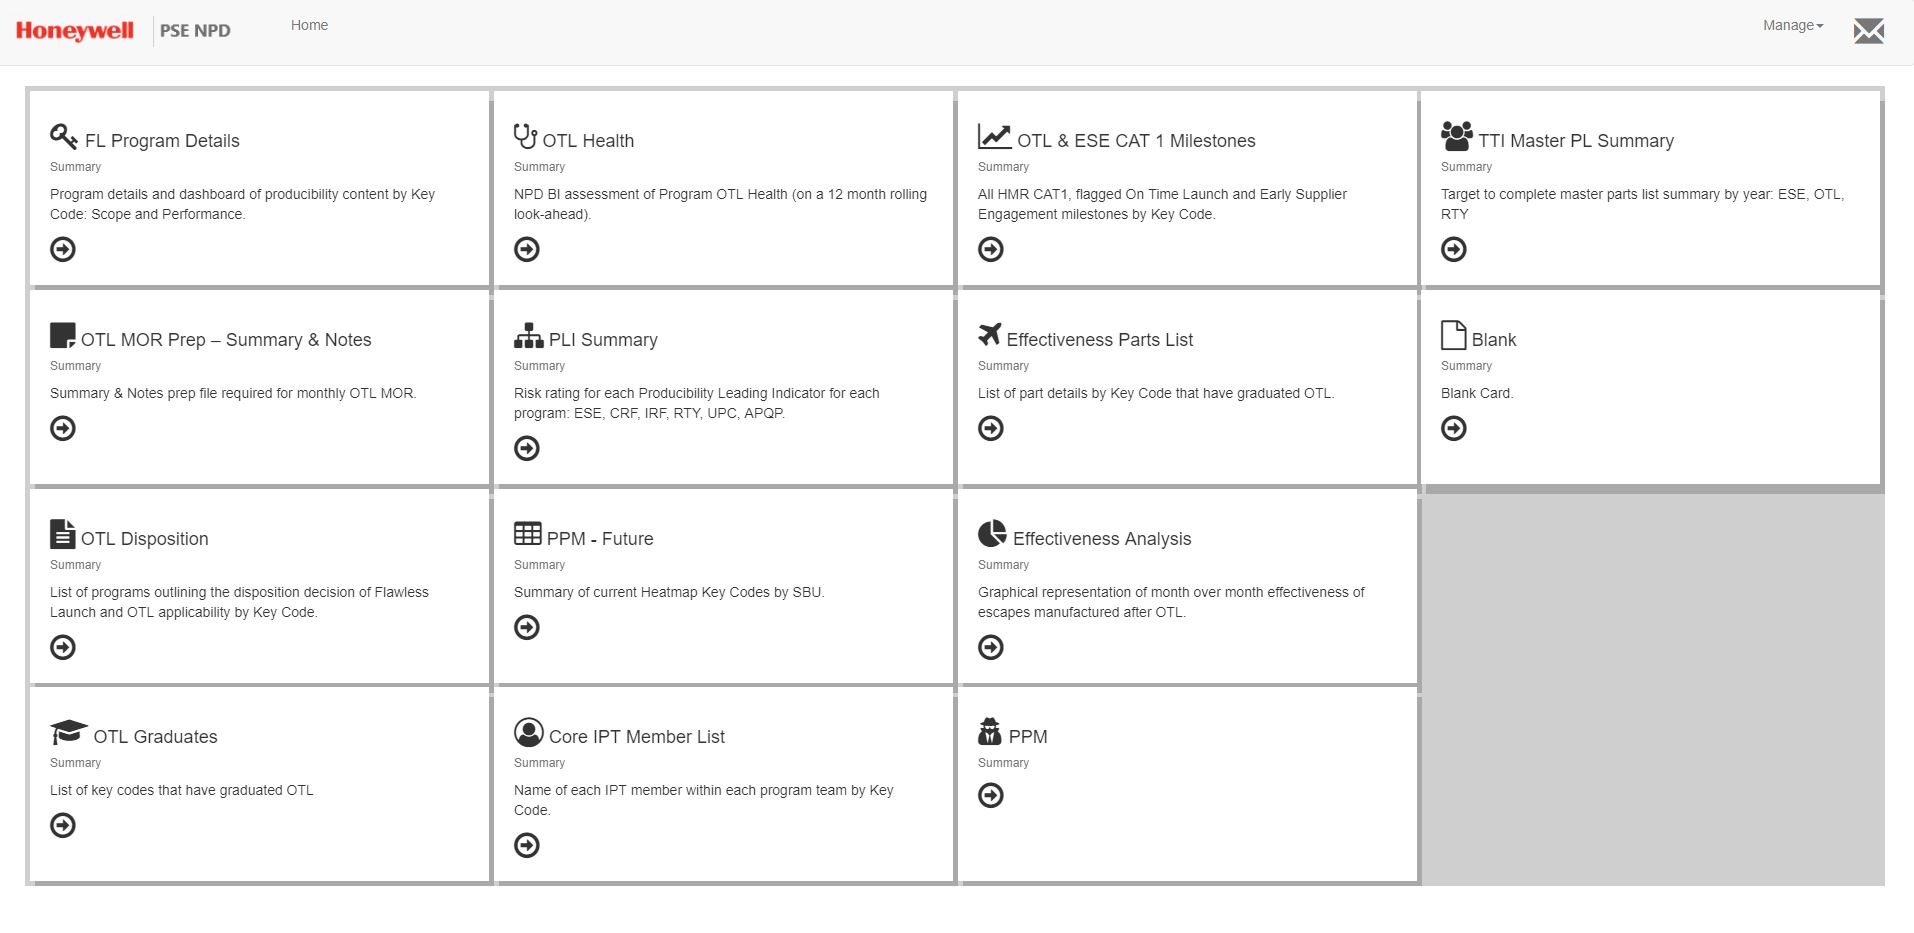 Honeywell
PSE NPD
Home
Manage
FL Program Details
Summary
Program details and dashboard of producibility content by Key
Code: Scope and Performance.
OTL Health
Summary
NPD BI assessment of Program OTL Health (on a 12 month rolling
look-ahead).
OTL & ESE CAT 1 Milestones
Summary
All HMR CAT1, flagged On Time Launch and Early Supplier
Engagement milestones by Key Code.
TTI Master PL Summary
Summary
Target to complete master parts list summary by year: ESE, OTL,
RTY
OTL MOR Prep – Summary & Notes
Summary
Summary & Notes prep file required for monthly OTL MOR.
PLI Summary
Summary
Risk rating for each Producibility Leading Indicator for each
program: ESE, CRF, IRF, RTY, UPC, APQP.
Effectiveness Parts List
Summary
List of part details by Key Code that have graduated OTL.
Blank
Summary
Blank Card.
OTL Disposition
Summary
List of programs outlining the disposition decision of Flawless
Launch and OTL applicability by Key Code.
PPM - Future
Summary
Summary of current Heatmap Key Codes by SBU.
Effectiveness Analysis
Summary
Graphical representation of month over month effectiveness of
escapes manufactured after OTL.
OTL Graduates
Summary
List of key codes that have graduated OTL
Core IPT Member List
Summary
Name of each IPT member within each program team by Key
Code.
PPM
Summary